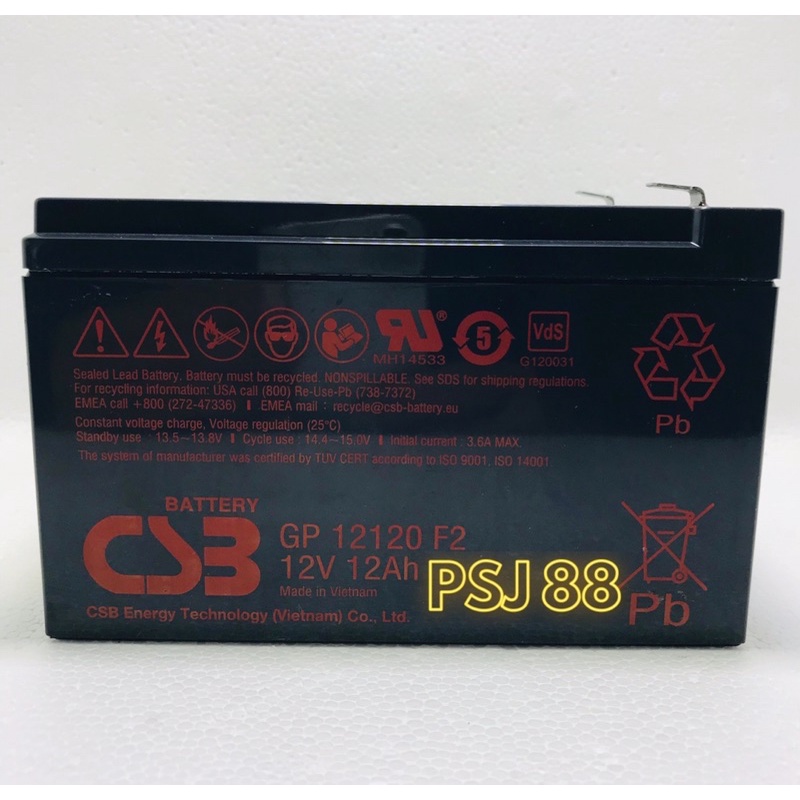 RU®
MH14533
5
VdS
G120031
Sealed Lead Battery. Battery must be recycled. NONSPILLABLE. See SDS for shipping regulations.
For recycling information: USA call (800) Re-Use-Pb (738-7372)
EMEA call +800 (272-47336) | EMEA mail : recycle@csb-battery.eu
Constant voltage charge, Voltage regulation (25°C)
Standby use : 13.5~13.8V | Cycle use : 14.4~15.0V | Initial current : 3.6A MAX.
The system of manufacturer was certified by TUV CERT according to ISO 9001, ISO 14001
Pb
BATTERY
CSB
GP 12120 F2
12V 12Ah
Made in Vietnam
CSB Energy Technology (Vietnam) Co., Ltd.
PSJ 88
Pb